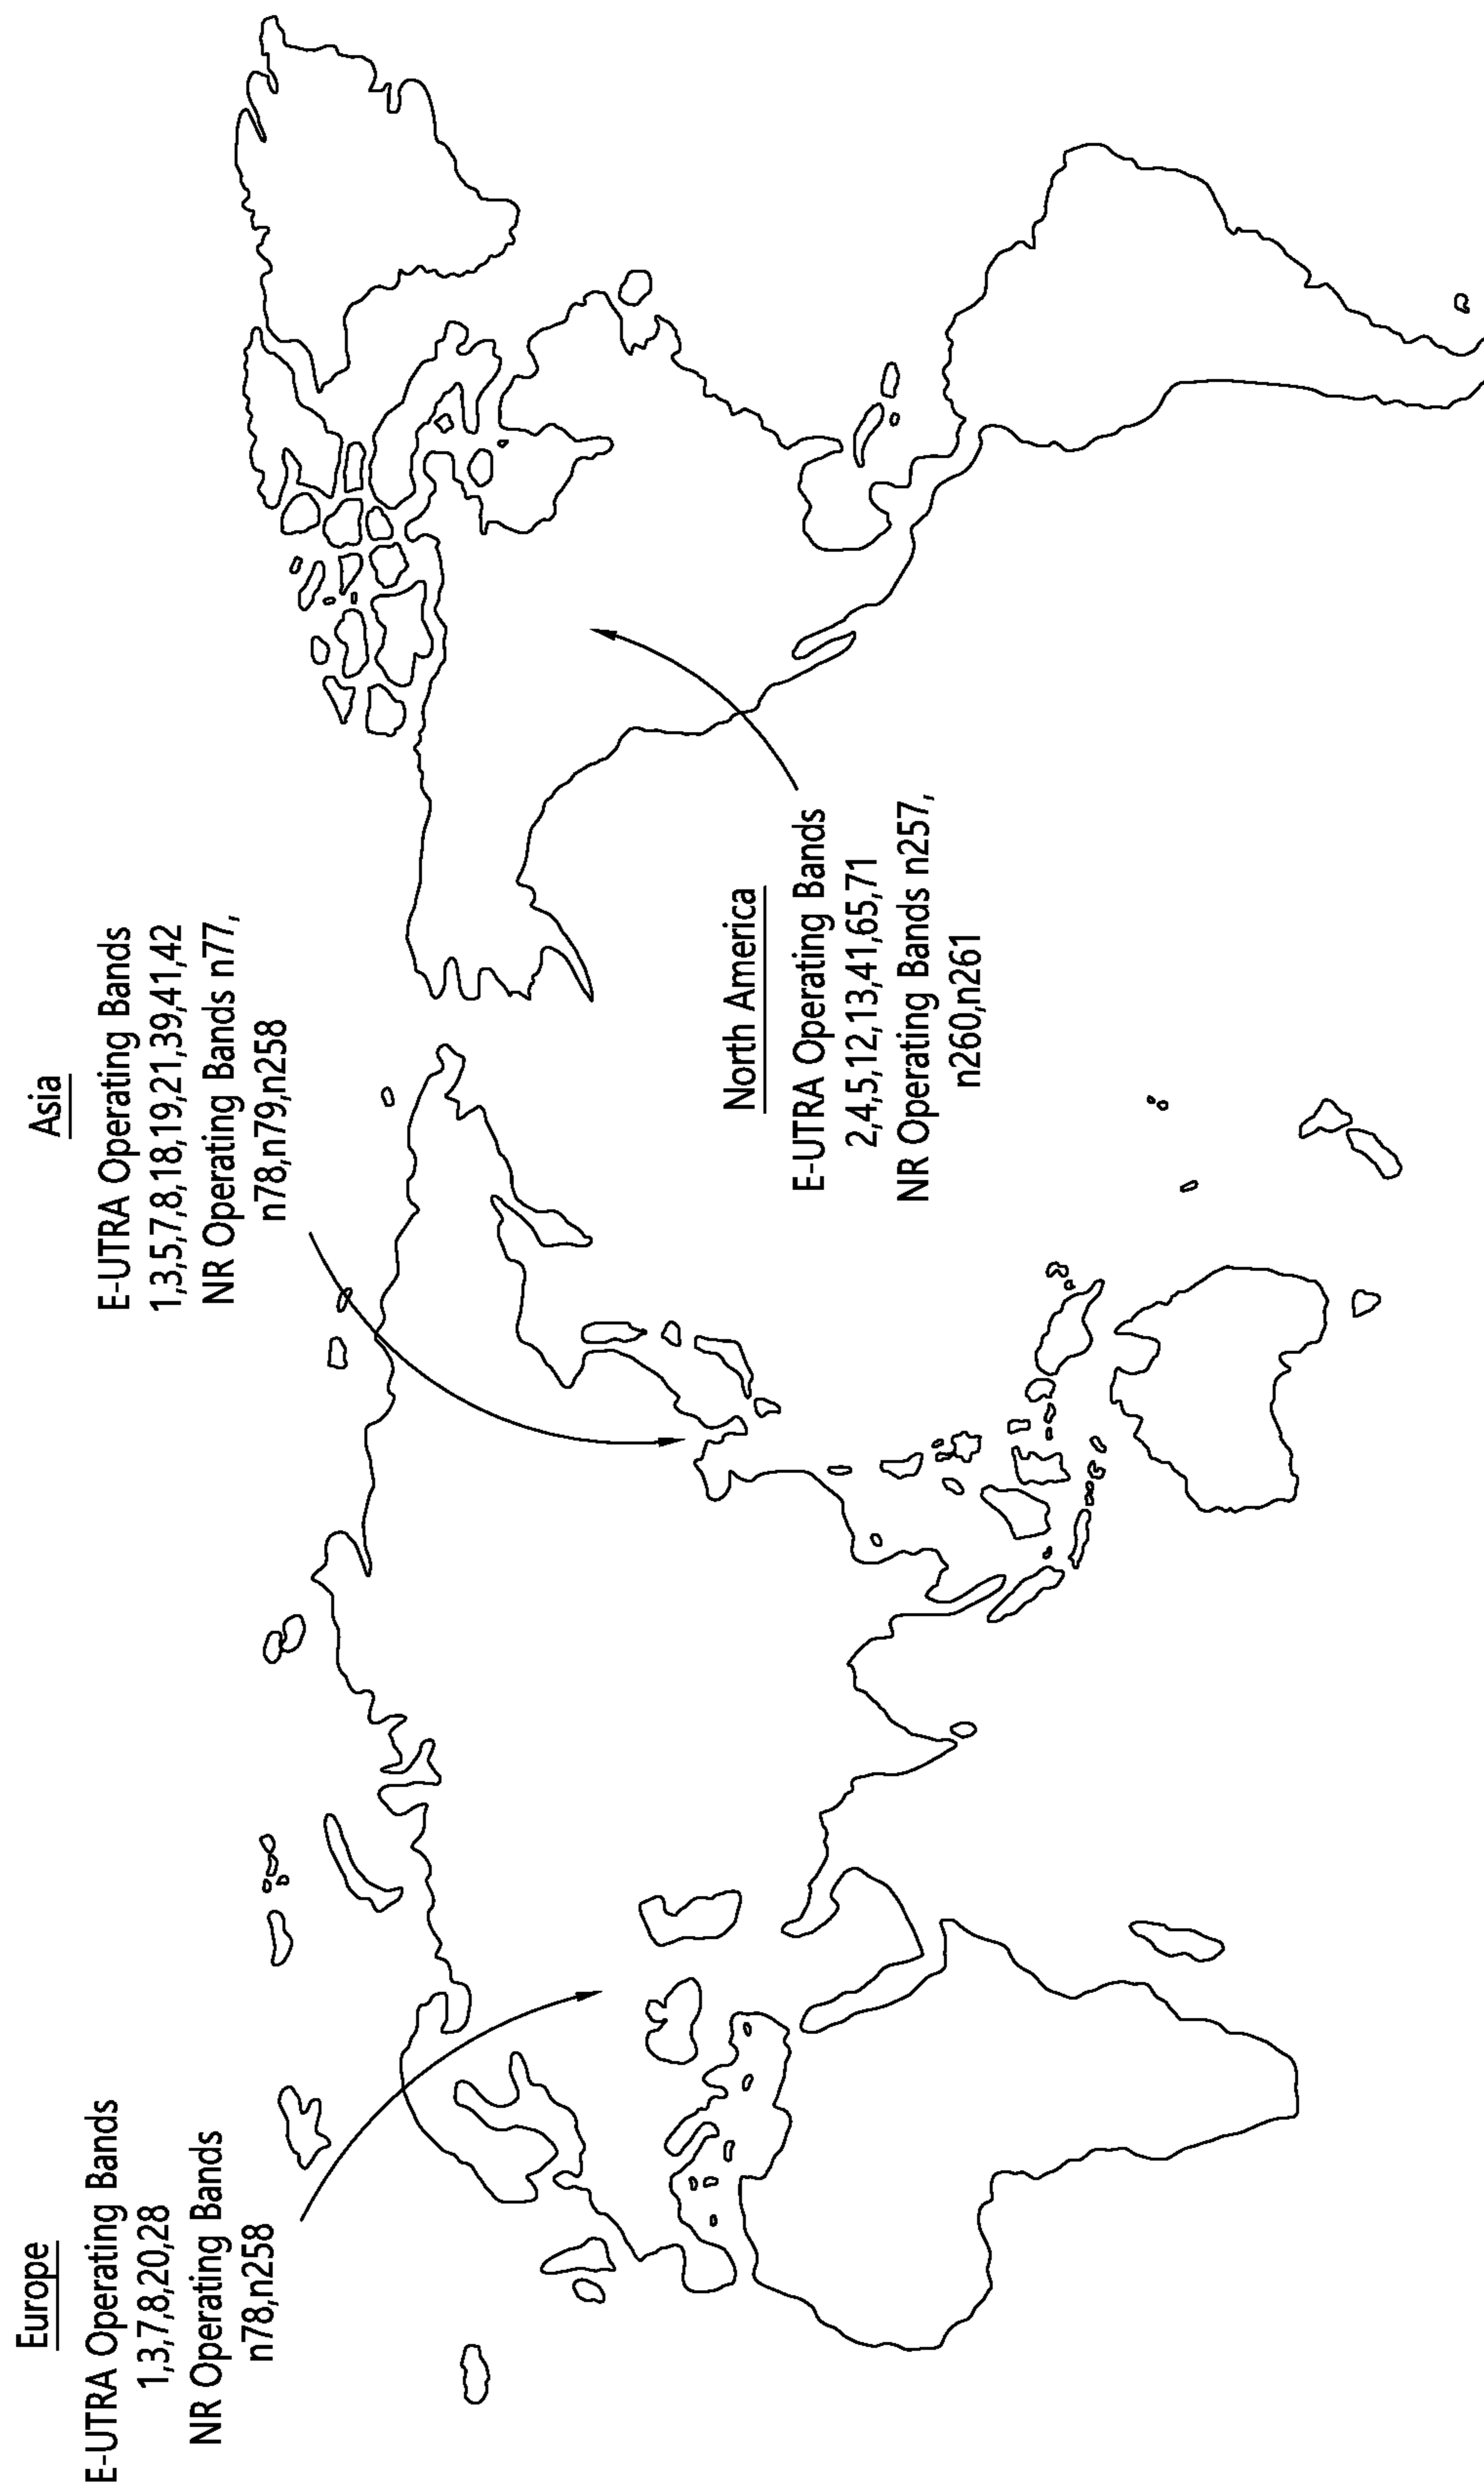 Europe
E-UTRA Operating Bands
1,3,7,8,20,28
NR Operating Bands
n78,n258
Asia
E-UTRA Operating Bands
1,3,5,7,8,18,19,21,39,41,42
NR Operating Bands n77,
n78,n79,n258
North America
E-UTRA Operating Bands
2,4,5,12,13,41,65,71
NR Operating Bands n257,
n260,n261